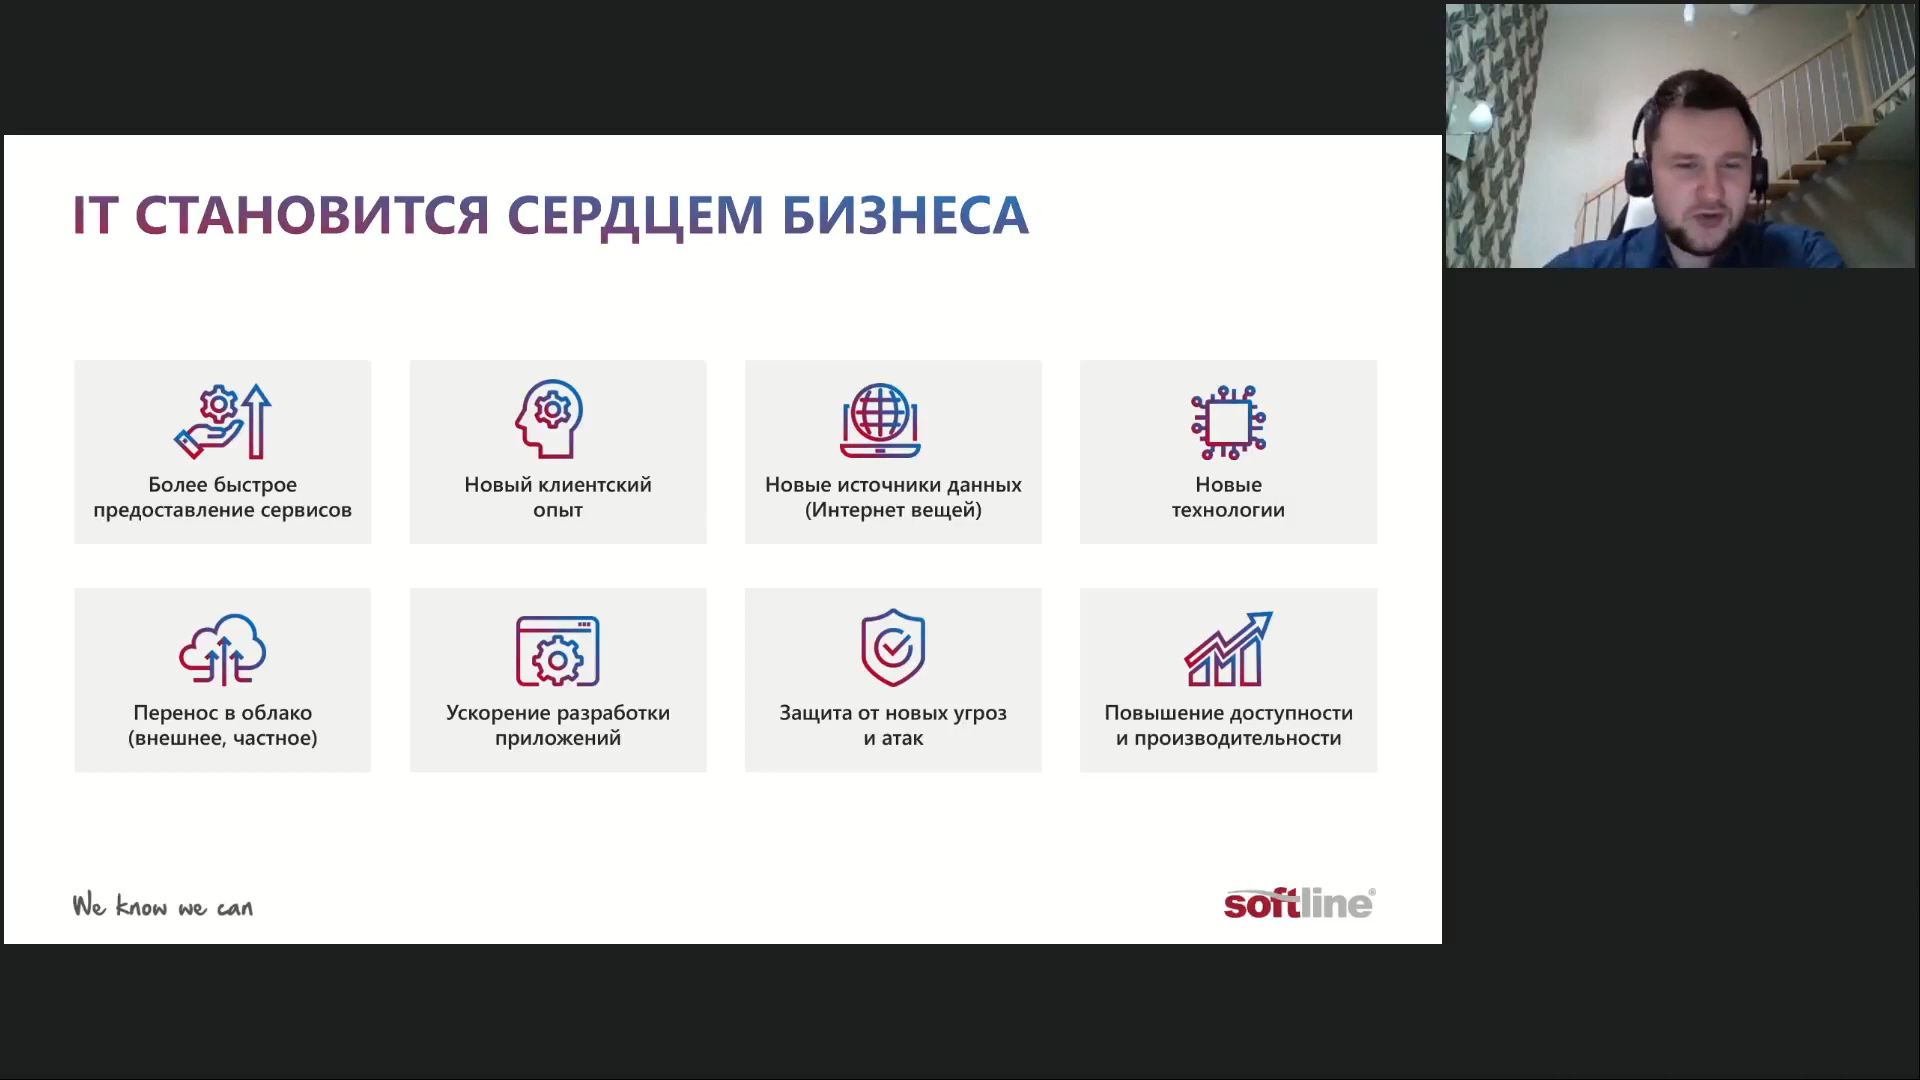 IT СТАНОВИТСЯ СЕРДЦЕМ БИЗНЕСА
Более быстрое
предоставление сервисов
Новый клиентский
опыт
Новые источники данных
(Интернет вещей)
Новые
технологии
Перенос в облако
(внешнее, частное)
Ускорение разработки
приложений
Защита от новых угроз
и атак
Повышение доступности
и производительности
We know we can
softline®